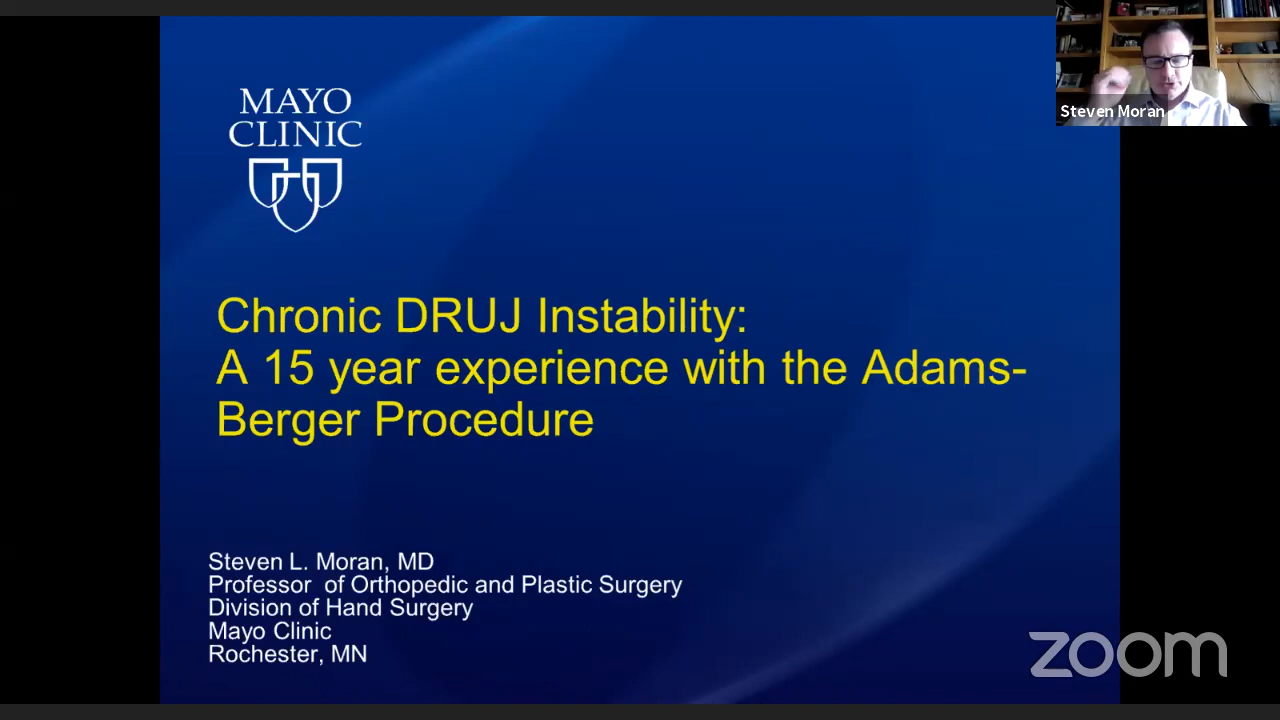 MAYO
CLINIC
Steven Moran
Chronic DRUJ Instability:
A 15 year experience with the Adams-
Berger Procedure
Steven L. Moran, MD
Professor of Orthopedic and Plastic Surgery
Division of Hand Surgery
Mayo Clinic
Rochester, MN
zoom